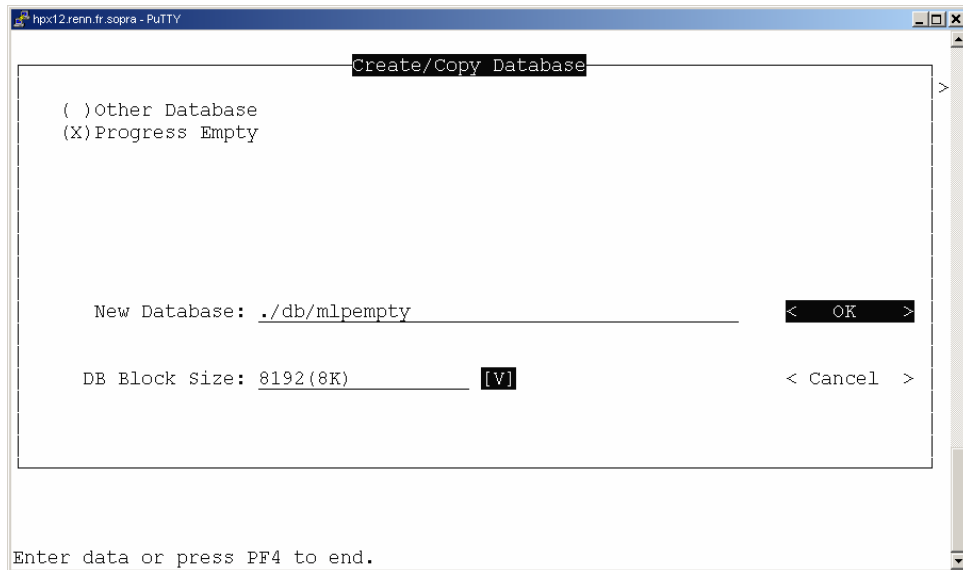 hpx12.renn.fr.sopra - PuTTY
Create/Copy Database
>
( )Other Database
(X)Progress Empty
New Database: ./db/mlpempty
< OK >
DB Block Size: 8192(8K) [V]
< Cancel >
Enter data or press PF4 to end.